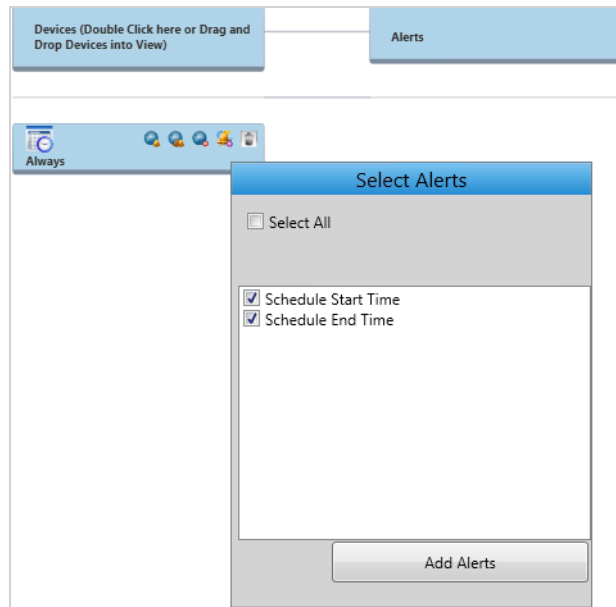 Devices (Double Click here or Drag and
Drop Devices into View)
Alerts
Always
Select Alerts
Select All
Schedule Start Time
Schedule End Time
Add Alerts